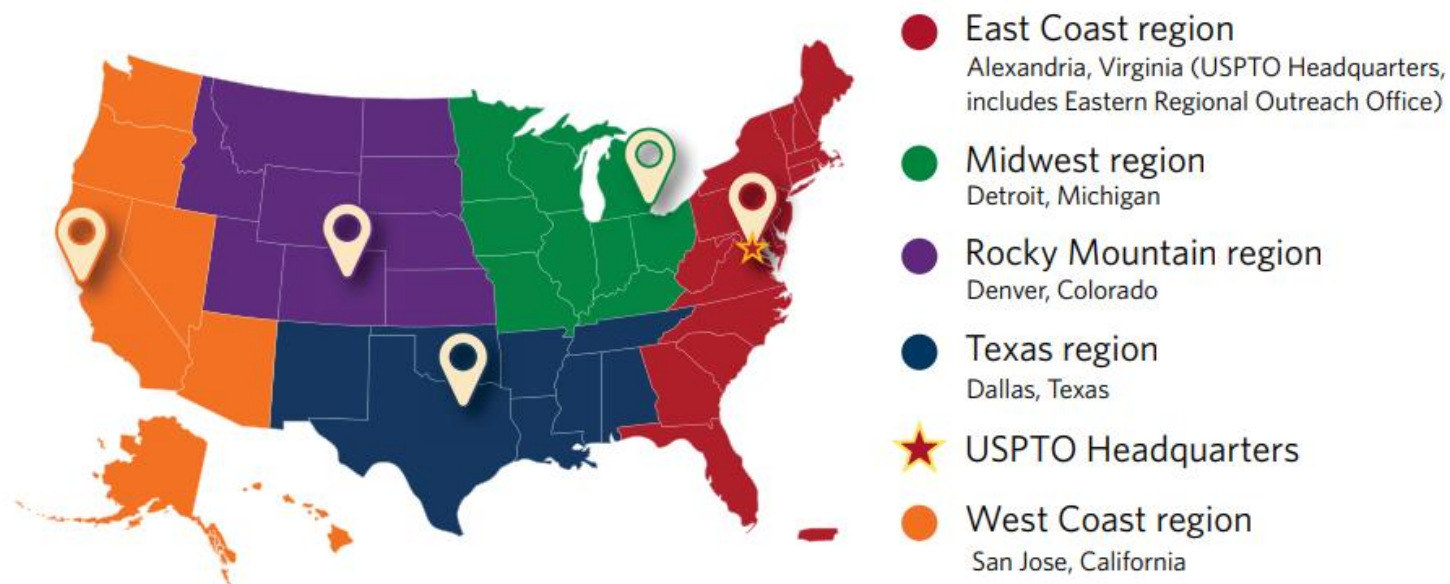 East Coast region
Alexandria, Virginia (USPTO Headquarters,
includes Eastern Regional Outreach Office)
Midwest region
Detroit, Michigan
Rocky Mountain region
Denver, Colorado
Texas region
Dallas, Texas
USPTO Headquarters
West Coast region
San Jose, California